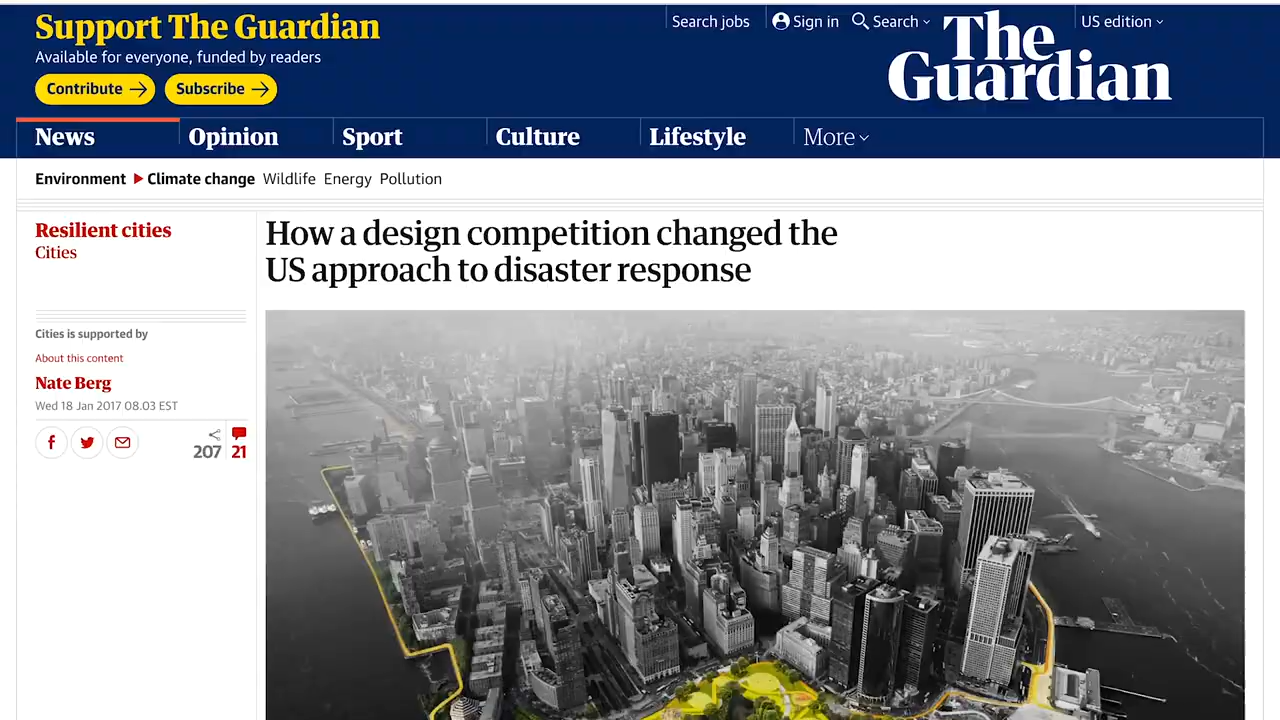 Support The Guardian
Available for everyone, funded by readers
Contribute
Subscribe
Search jobs
Sign in
Search
US edition
The
Guardian
News
Opinion
Sport
Culture
Lifestyle
More
Environment
Climate change
Wildlife
Energy
Pollution
Resilient cities
Cities
How a design competition changed the
US approach to disaster response
Cities is supported by
About this content
Nate Berg
Wed 18 Jan 2017 08.03 EST
207
21